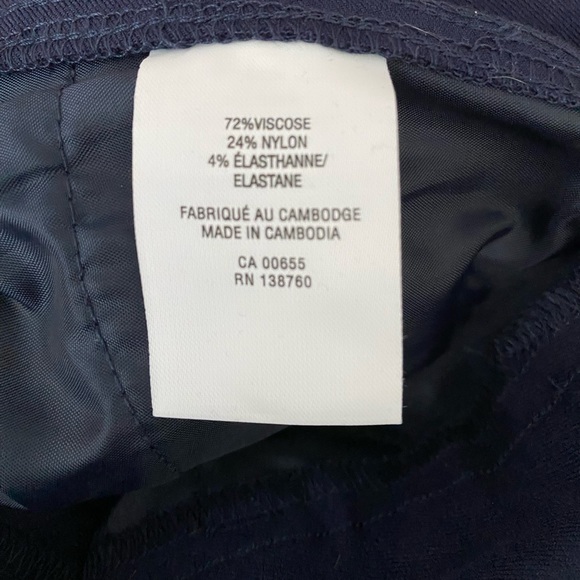 72%VISCOSE
24% NYLON
4% ÉLASTHANNE/
ELASTANE
FABRIQUÉ AU CAMBODGE
MADE IN CAMBODIA
CA 00655
RN 138760